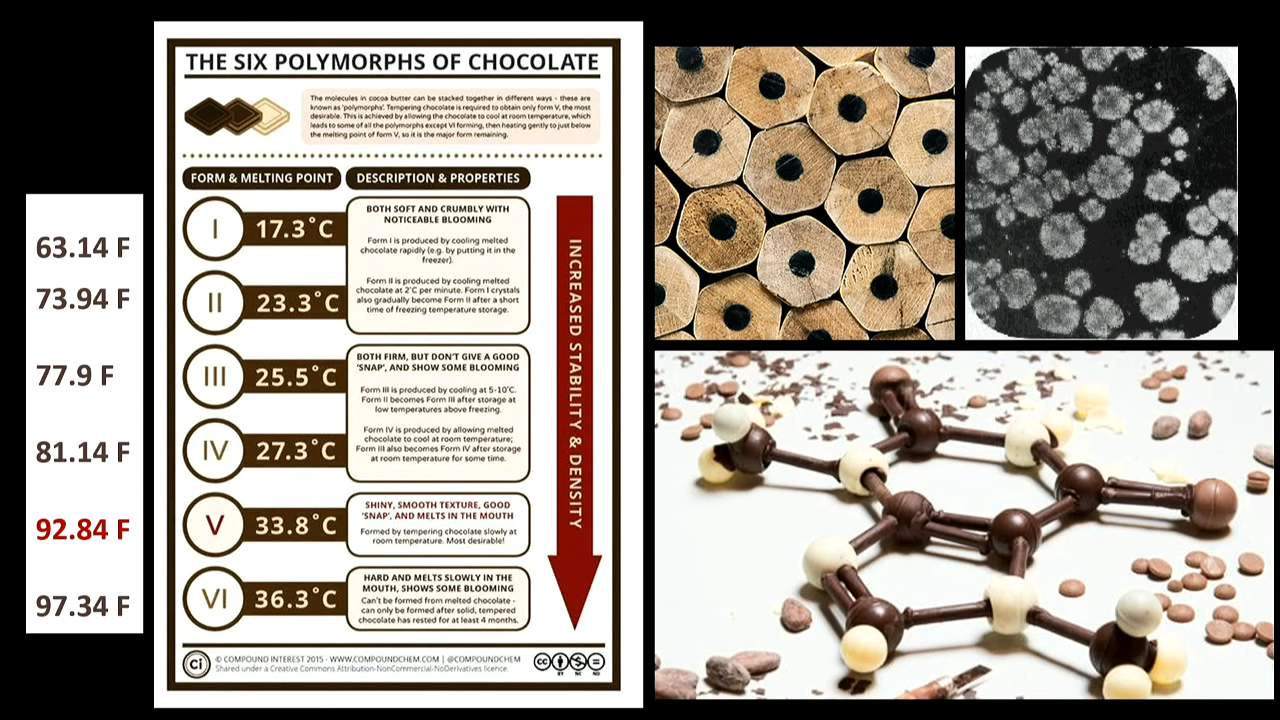 THE SIX POLYMORPHS OF CHOCOLATE
The molecules in cocoa butter can be stacked together in different ways - these are
known as 'polymorphs'. Tempering chocolate is required to obtain only form V, the most
desirable. This is achieved by allowing the chocolate to cool at room temperature, which
leads to some of all the polymorphs except VI forming, then heating gently to just below
the melting point of form V, so it is the major form remaining.
FORM & MELTING POINT
DESCRIPTION & PROPERTIES
63.14 F
I
17.3˚C
BOTH SOFT AND CRUMBLY WITH
NOTICEABLE BLOOMING
Form I is produced by cooling melted
chocolate rapidly (e.g. by putting it in the
freezer).
73.94 F
II
23.3˚C
Form II is produced by cooling melted
chocolate at 2˚C per minute. Form I crystals
also gradually become Form II after a short
time of freezing temperature storage.
77.9 F
III
25.5˚C
BOTH FIRM, BUT DON'T GIVE A GOOD
'SNAP', AND SHOW SOME BLOOMING
Form III is produced by cooling at 5-10˚C.
Form II becomes Form III after storage at
low temperatures above freezing.
81.14 F
IV
27.3˚C
Form IV is produced by allowing melted
chocolate to cool at room temperature;
Form III also becomes Form IV after storage
at room temperature for some time.
92.84 F
V
33.8˚C
SHINY, SMOOTH TEXTURE, GOOD
'SNAP', AND MELTS IN THE MOUTH
Formed by tempering chocolate slowly at
room temperature. Most desirable!
97.34 F
VI
36.3˚C
HARD AND MELTS SLOWLY IN THE
MOUTH, SHOWS SOME BLOOMING
Can't be formed from melted chocolate -
can only be formed after solid, tempered
chocolate has rested for at least 4 months.
INCREASED STABILITY & DENSITY
Ci
© COMPOUND INTEREST 2015 - WWW.COMPOUNDCHEM.COM | @COMPOUNDCHEM
Shared under a Creative Commons Attribution-NonCommercial-NoDerivatives licence.
cc
BY
NC
ND